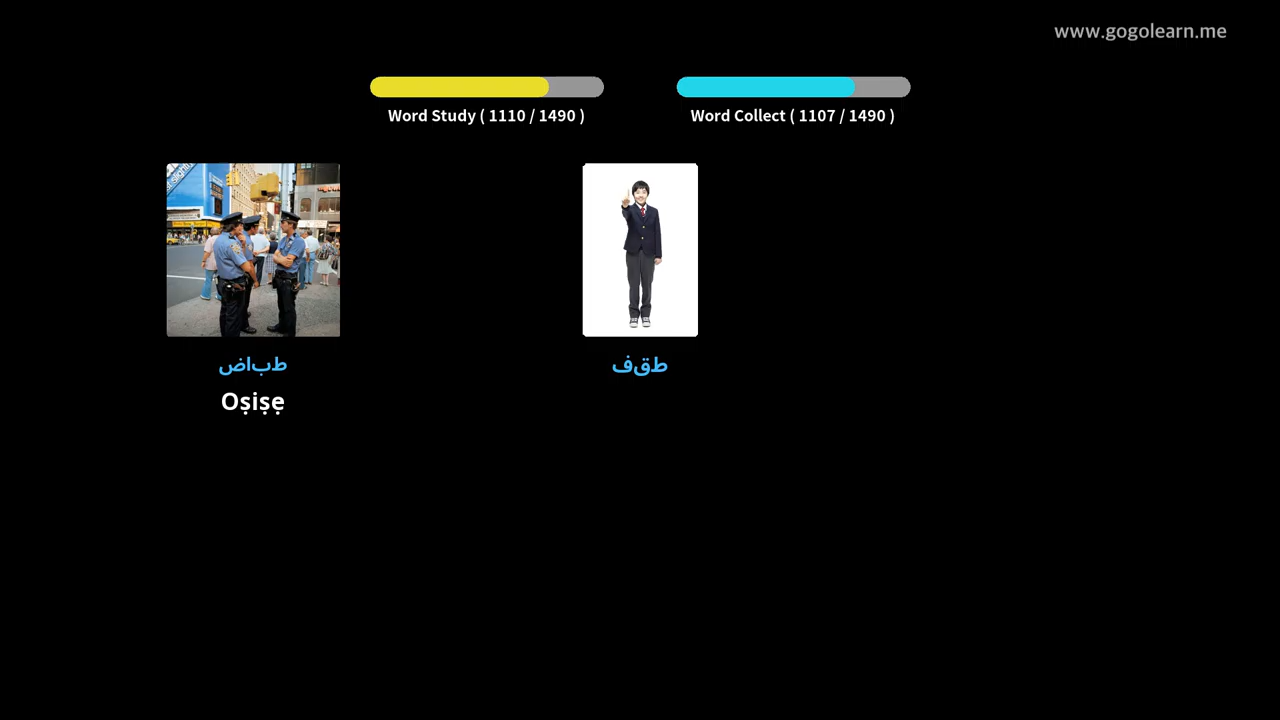 www.gogolearn.me
Word Study ( 1110 / 1490 )
Word Collect ( 1107 / 1490 )
طباض
طقف
Oṣiṣẹ